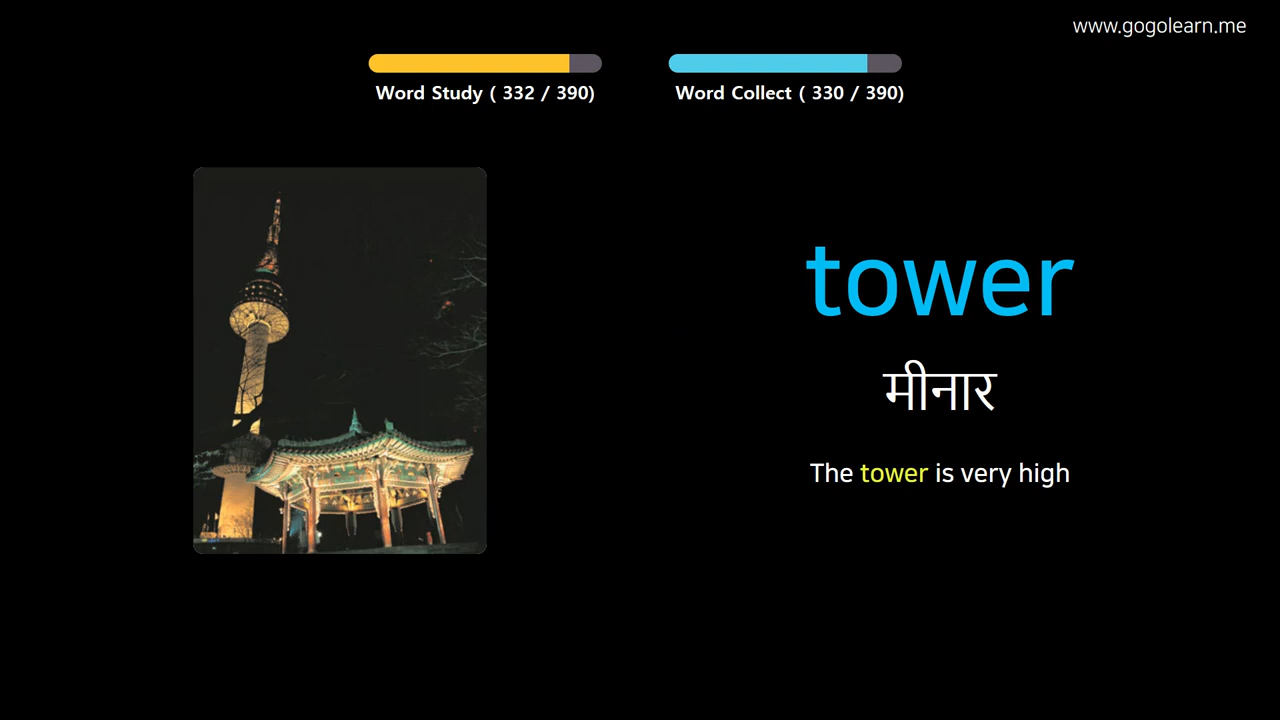 www.gogolearn.me
Word Study ( 332 / 390)
Word Collect ( 330 / 390)
tower
मीनार
The tower is very high